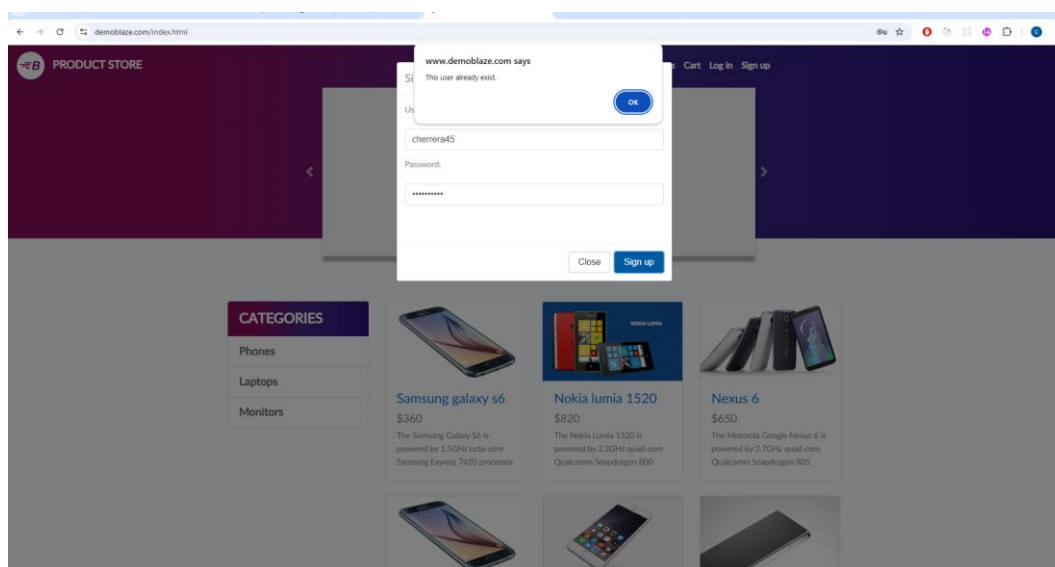 demoblaze.com/index.html
PRODUCT STORE
Cart Log in Sign up
www.demoblaze.com says
This user already exist.
OK
Si
Us
cherrera45
Password:
••••••••••
Close Sign up
CATEGORIES
Phones
Laptops
Monitors
Samsung galaxy s6
$360
The Samsung Galaxy S6 is
powered by 1.5GHz octa-core
Samsung Exynos 7420 processor
NOKIA LUMIA
Nokia lumia 1520
$820
The Nokia Lumia 1520 is
powered by 2.2GHz quad-core
Qualcomm Snapdragon 800
Nexus 6
$650
The Motorola Google Nexus 6 is
powered by 2.7GHz quad-core
Qualcomm Snapdragon 805